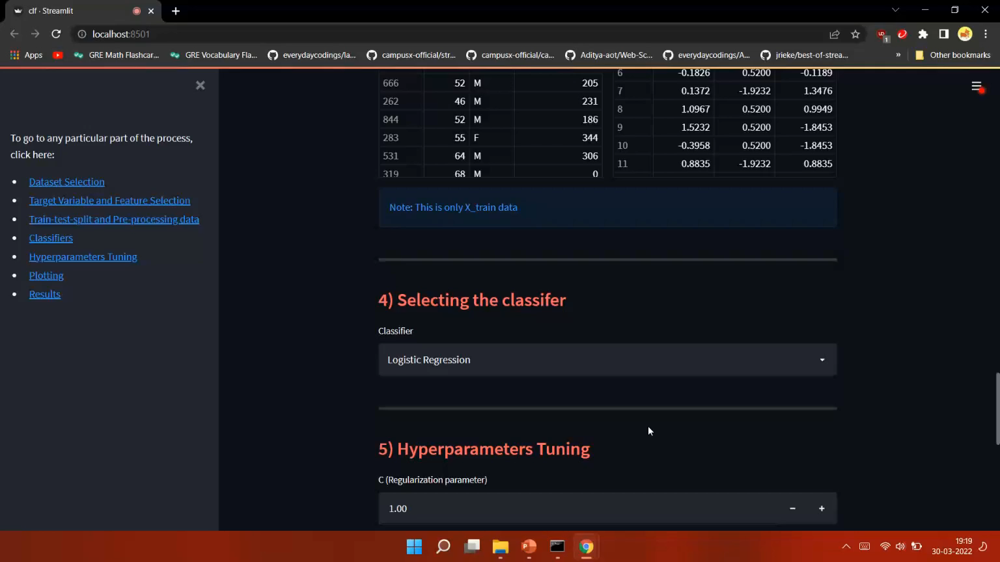 clf · Streamlit
localhost:8501
1
Apps
GRE Math Flashcar...
GRE Vocabulary Fla...
everydaycodings/la...
campusx-official/str...
campusx-official/ca...
Aditya-aot/Web-Sc...
everydaycodings/A...
jrieke/best-of-strea...
»
Other bookmarks
To go to any particular part of the process,
click here:
Dataset Selection
Target Variable and Feature Selection
Train-test-split and Pre-processing data
Classifiers
Hyperparameters Tuning
Plotting
Results
666 52 M 205
262 46 M 231
844 52 M 186
283 55 F 344
531 64 M 306
319 68 M 0
6 -0.1826 0.5200 -0.1189
7 0.1372 -1.9232 1.3476
8 1.0967 0.5200 0.9949
9 1.5232 0.5200 -1.8453
10 -0.3958 0.5200 -1.8453
11 0.8835 -1.9232 0.8835
Note: This is only X_train data
4) Selecting the classifer
Classifier
Logistic Regression
5) Hyperparameters Tuning
C (Regularization parameter)
1.00
19:19
30-03-2022